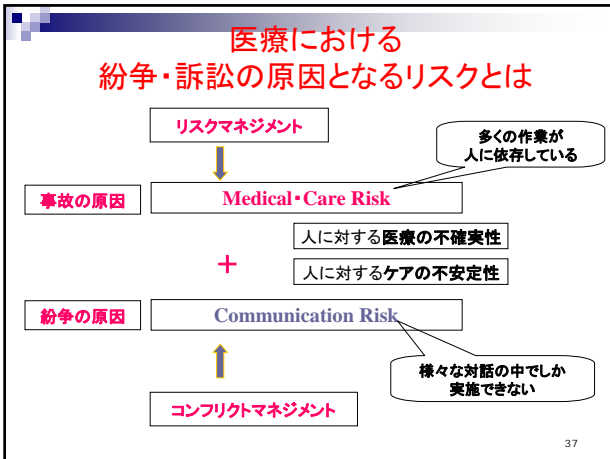 医療における
紛争・訴訟の原因となるリスクとは
リスクマネジメント
多くの作業が
人に依存している
事故の原因
Medical・Care Risk
人に対する医療の不確実性
+
人に対するケアの不安定性
紛争の原因
Communication Risk
様々な対話の中でしか
実施できない
コンフリクトマネジメント
37